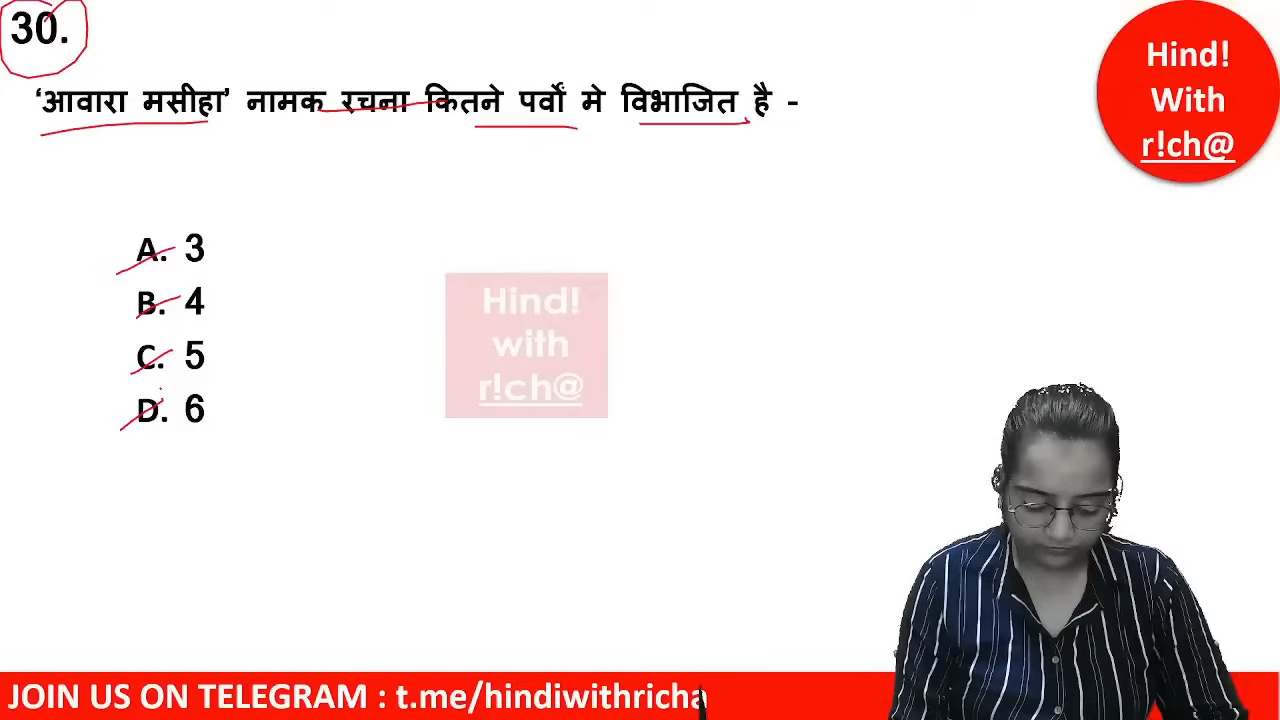 30.
‘आवारा मसीहा’ नामक रचना कितने पर्वों मे विभाजित है -
Hind!
With
r!ch@
A. 3
B. 4
C. 5
D. 6
Hind!
with
r!ch@
JOIN US ON TELEGRAM : t.me/hindiwithricha